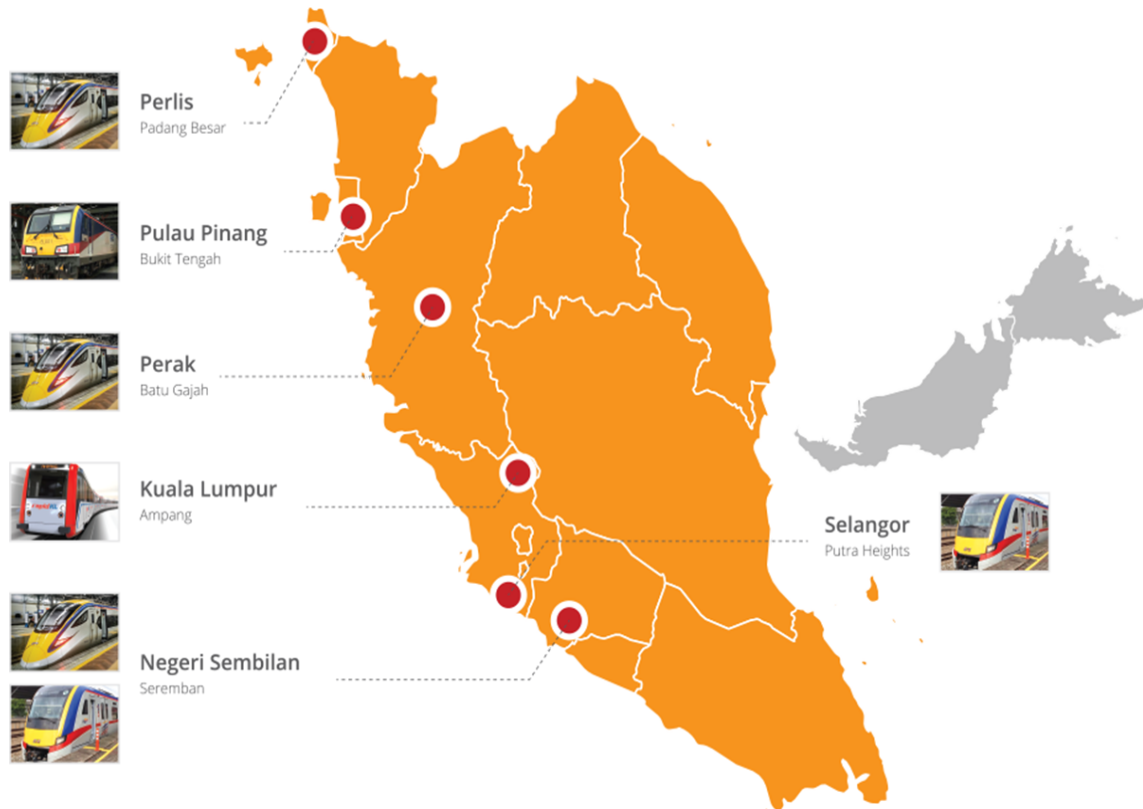 Perlis
Padang Besar
Pulau Pinang
Bukit Tengah
Perak
Batu Gajah
Kuala Lumpur
Ampang
Selangor
Putra Heights
Negeri Sembilan
Seremban